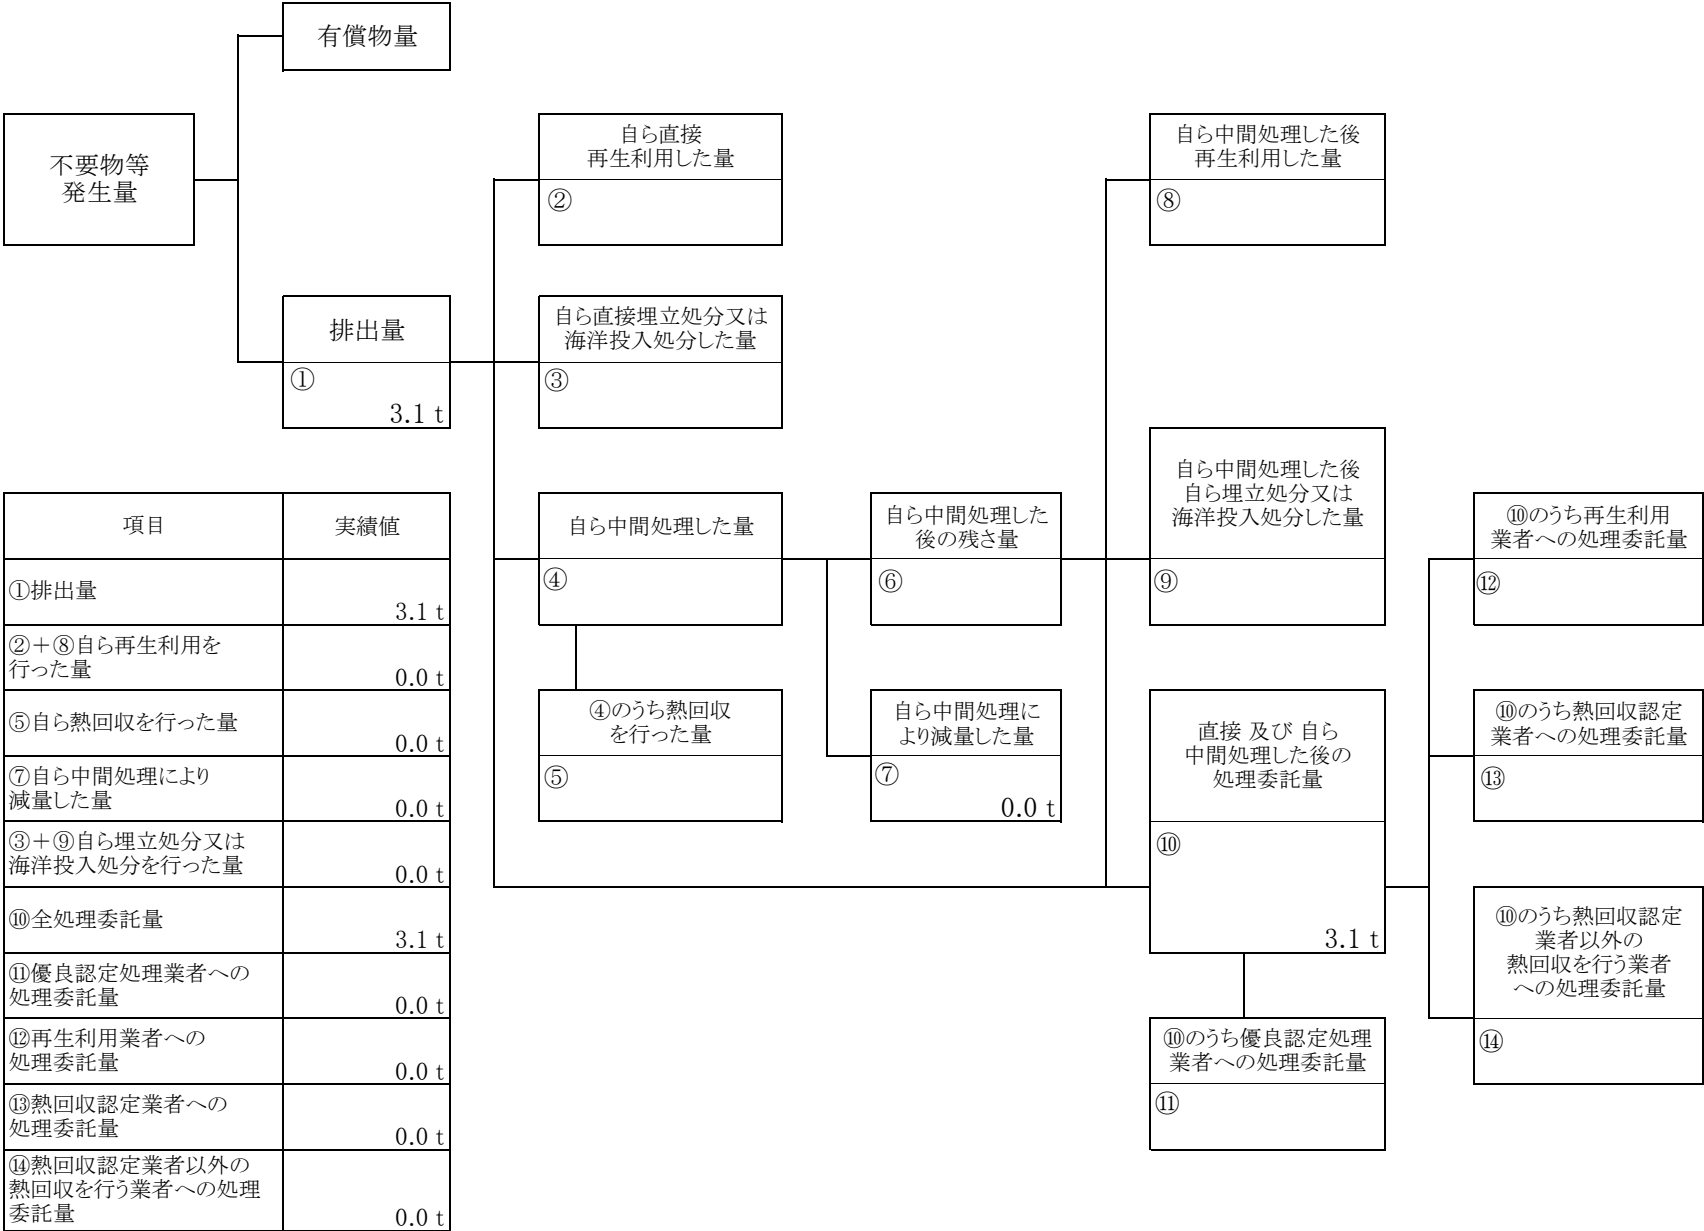 有償物量
不要物等
発生量
自ら直接
再生利用した量
②
自ら中間処理した後
再生利用した量
⑧
排出量
①
3.1 t
自ら直接埋立処分又は
海洋投入処分した量
③
自ら中間処理した量
④
自ら中間処理した
後の残さ量
⑥
自ら中間処理した後
自ら埋立処分又は
海洋投入処分した量
⑨
⑩のうち再生利用
業者への処理委託量
⑫
④のうち熱回収
を行った量
⑤
自ら中間処理に
より減量した量
⑦
0.0 t
直接 及び 自ら
中間処理した後の
処理委託量
⑩
3.1 t
⑩のうち熱回収認定
業者への処理委託量
⑬
⑩のうち熱回収認定
業者以外の
熱回収を行う業者
への処理委託量
⑭
⑩のうち優良認定処理
業者への処理委託量
⑪
項目 実績値
①排出量
3.1 t
②＋⑧自ら再生利用を
行った量
0.0 t
⑤自ら熱回収を行った量
0.0 t
⑦自ら中間処理により
減量した量
0.0 t
③＋⑨自ら埋立処分又は
海洋投入処分を行った量
0.0 t
⑩全処理委託量
3.1 t
⑪優良認定処理業者への
処理委託量
0.0 t
⑫再生利用業者への
処理委託量
0.0 t
⑬熱回収認定業者への
処理委託量
0.0 t
⑭熱回収認定業者以外の
熱回収を行う業者への処理
委託量
0.0 t